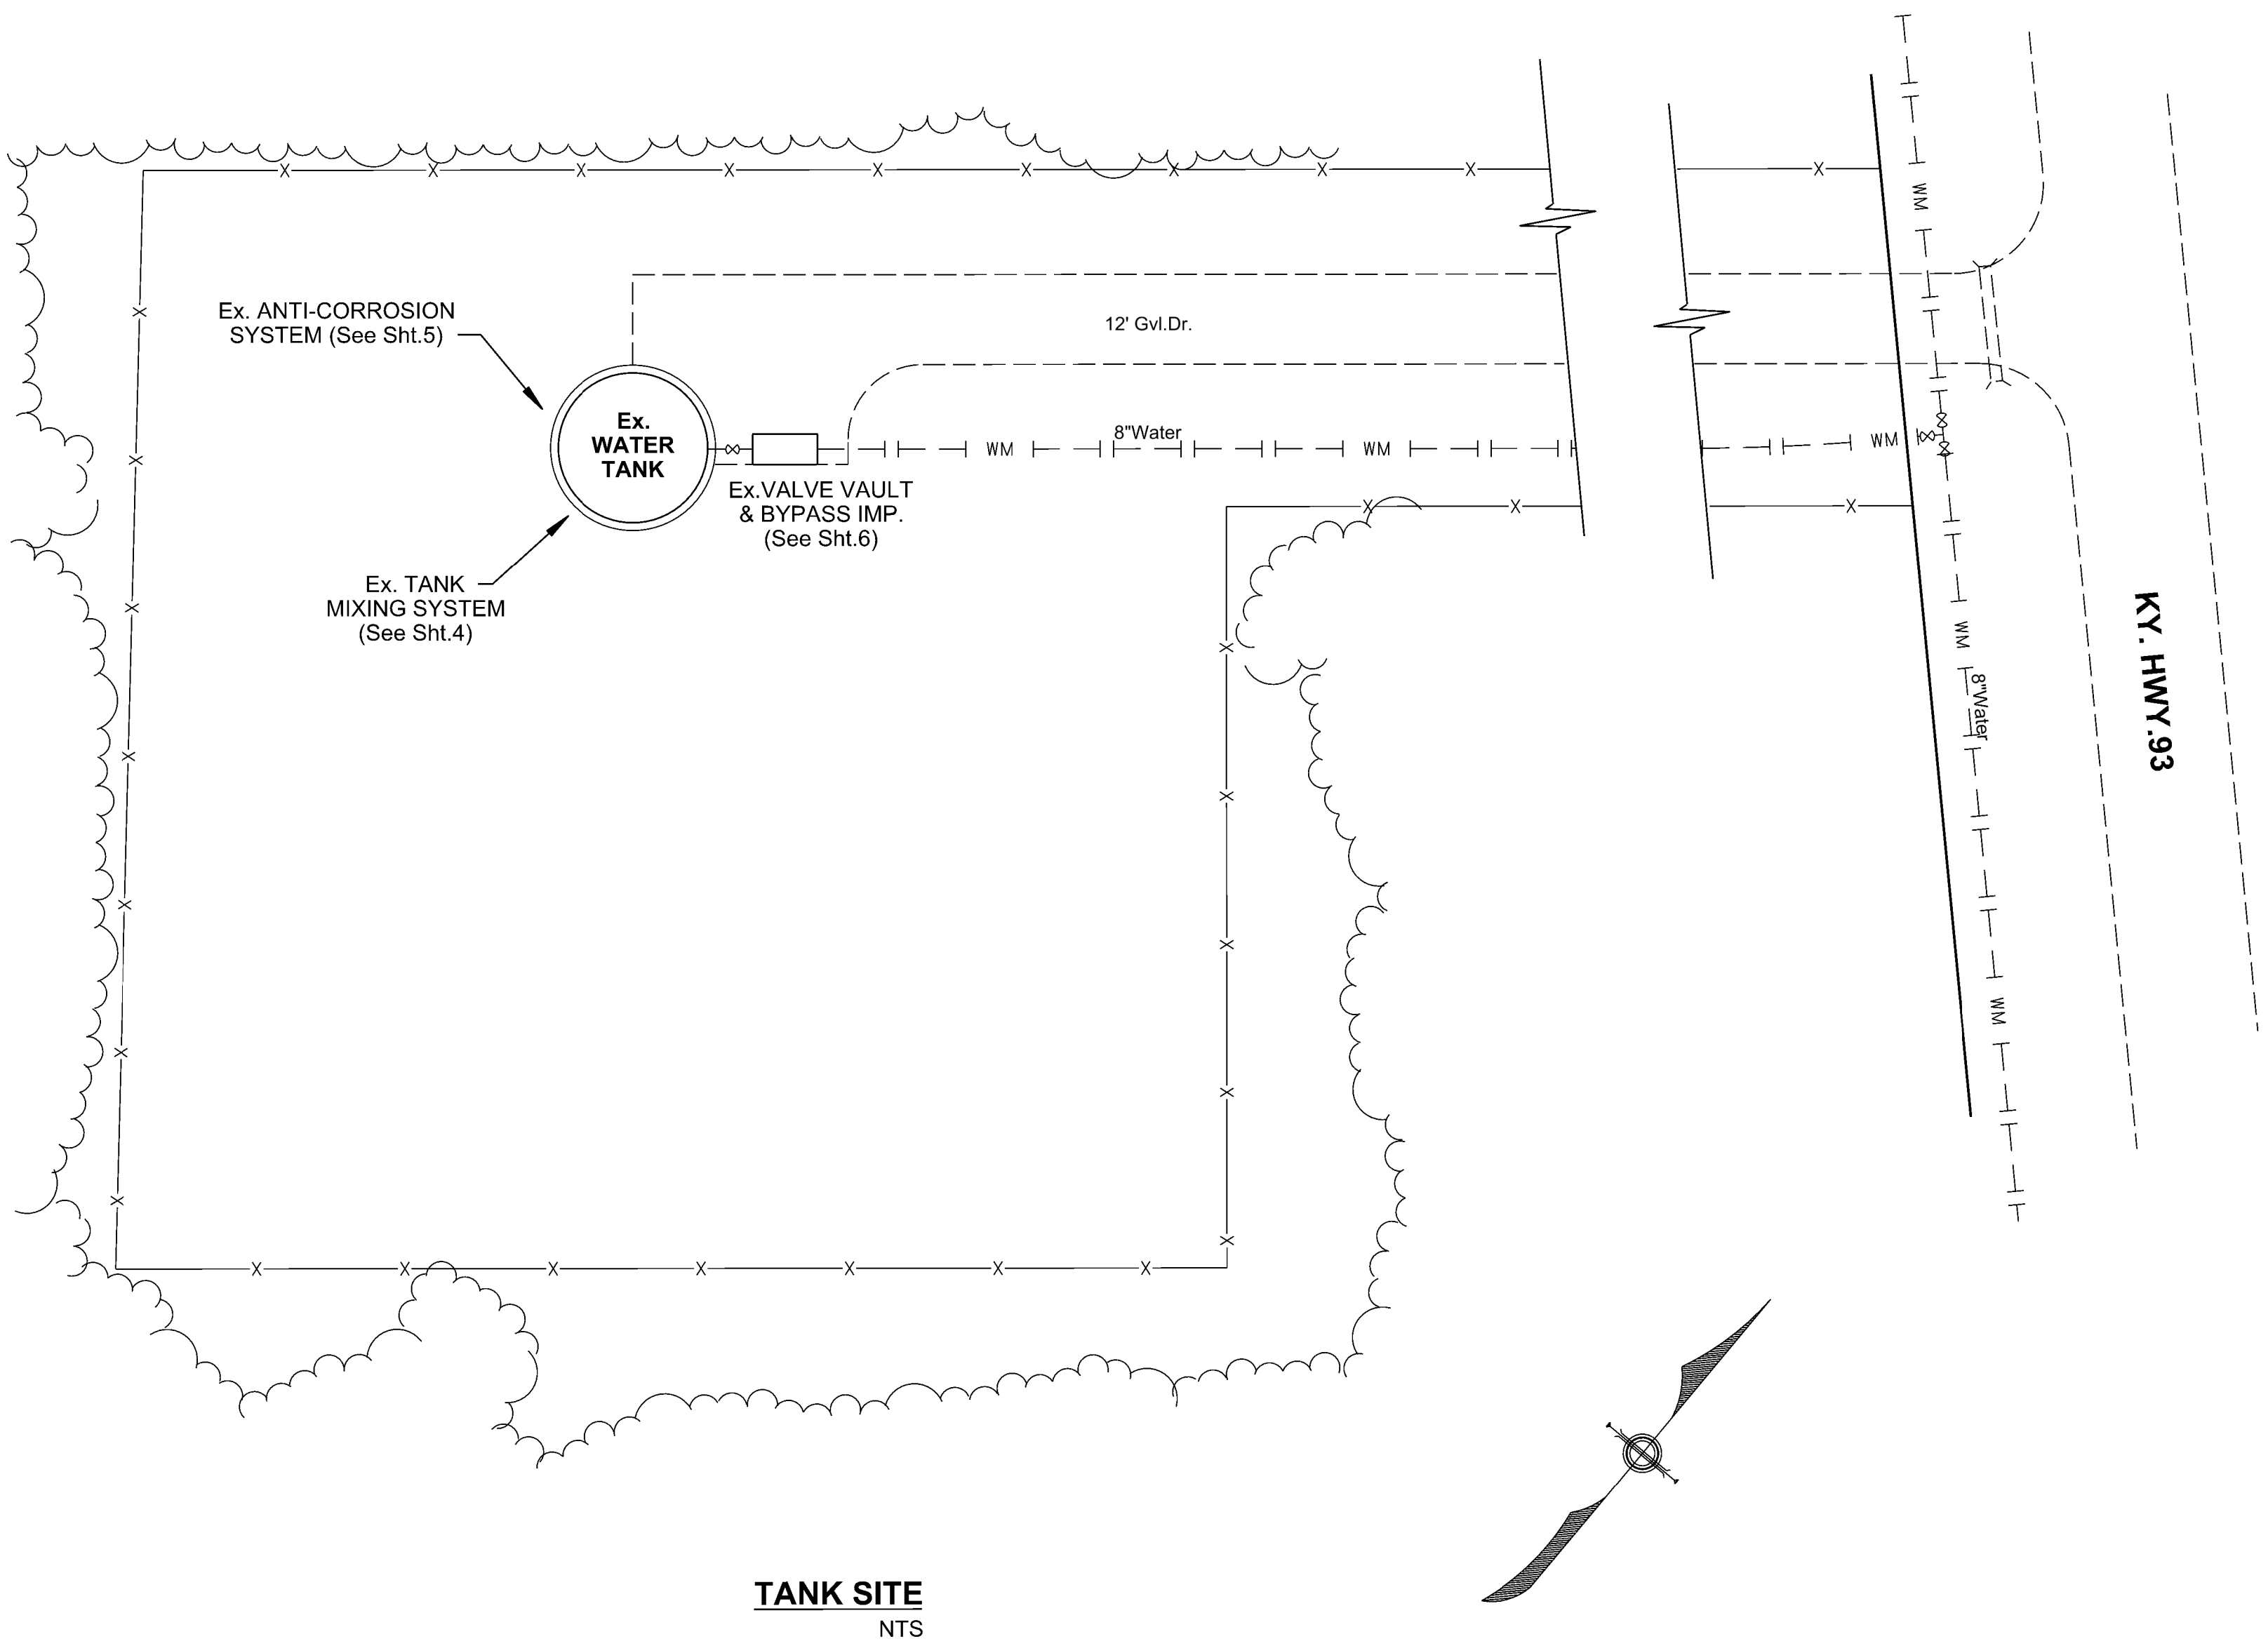 WM
Ex. ANTI-CORROSION
SYSTEM (See Sht.5)
12' Gvl.Dr.
Ex.
WATER
TANK
8"Water
WM
WM
WM
Ex.VALVE VAULT
& BYPASS IMP.
(See Sht.6)
Ex. TANK
MIXING SYSTEM
(See Sht.4)
WM
8"Water
KY. HWY.93
WM
TANK SITE
NTS